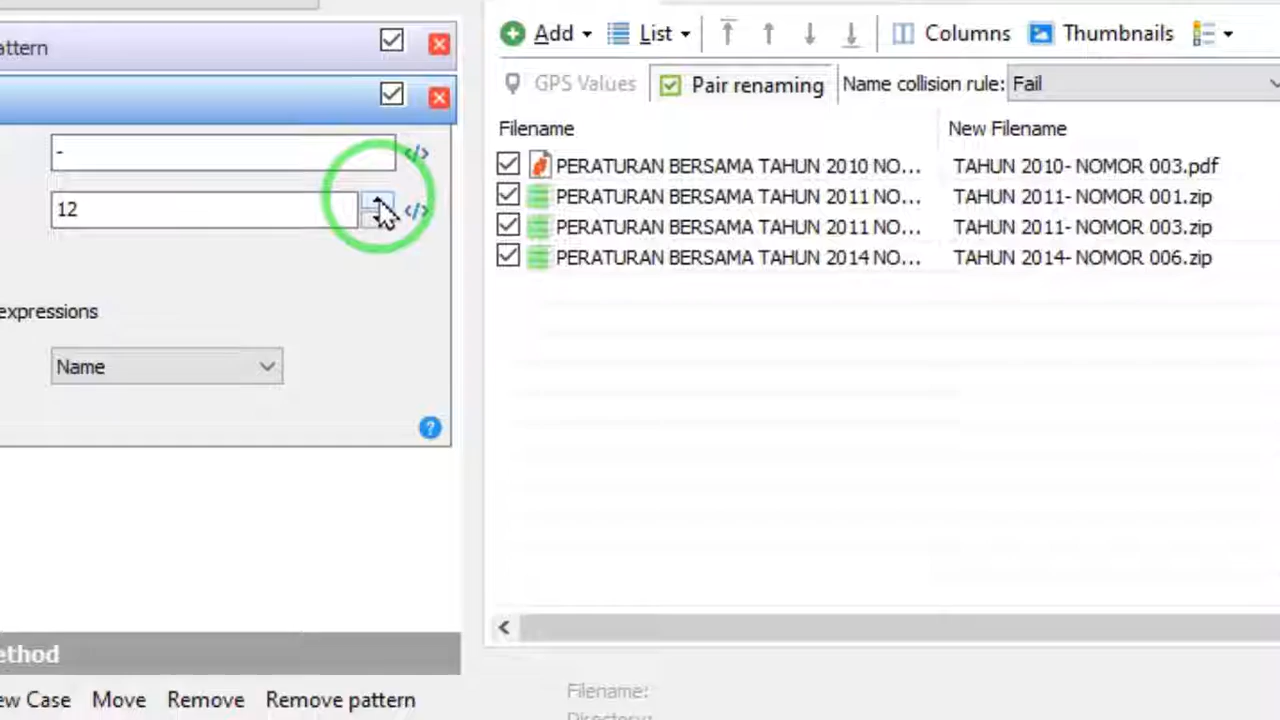 Add List Columns Thumbnails
attern
GPS Values Pair renaming Name collision rule: Fail
Filename New Filename
-
PERATURAN BERSAMA TAHUN 2010 NO... TAHUN 2010- NOMOR 003.pdf
PERATURAN BERSAMA TAHUN 2011 NO... TAHUN 2011- NOMOR 001.zip
12
PERATURAN BERSAMA TAHUN 2011 NO... TAHUN 2011- NOMOR 003.zip
PERATURAN BERSAMA TAHUN 2014 NO... TAHUN 2014- NOMOR 006.zip
expressions
Name
ethod
ew Case Move Remove Remove pattern
Filename:
Directory: